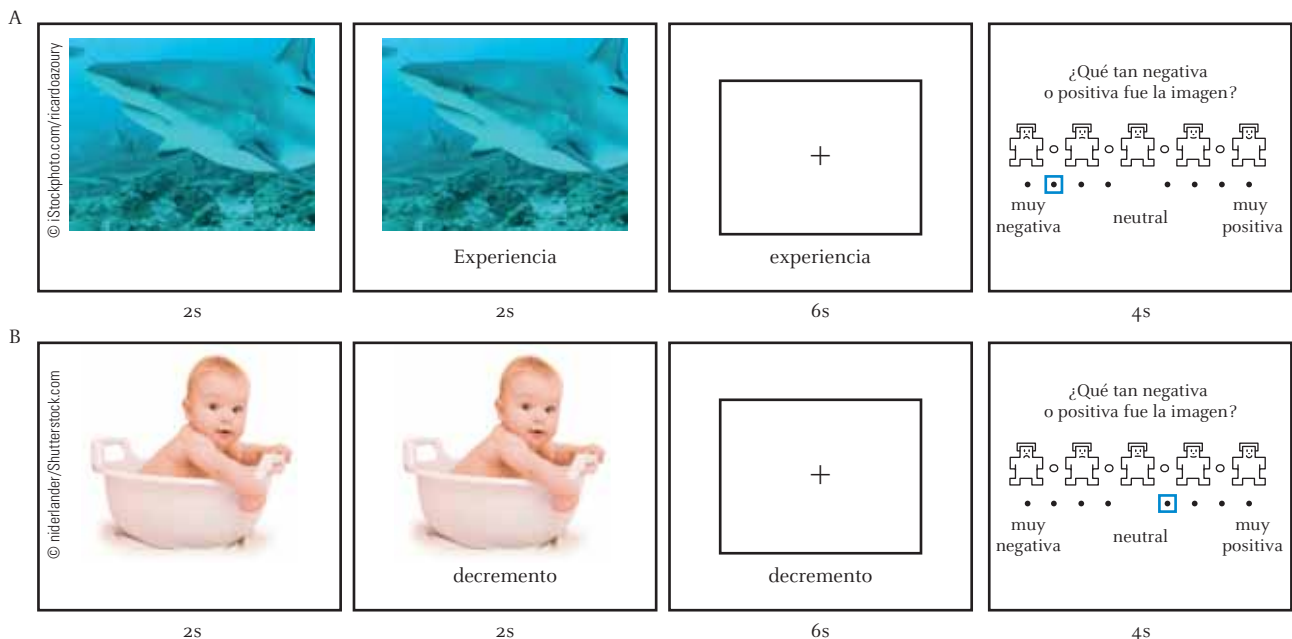 A
© iStockphoto.com/ricardoazoury
Experiencia
experiencia
¿Qué tan negativa
o positiva fue la imagen?
muy
negativa
neutral
muy
positiva
2s
2s
6s
4s
B
© niderlander/Shutterstock.com
decremento
decremento
¿Qué tan negativa
o positiva fue la imagen?
muy
negativa
neutral
muy
positiva
2s
2s
6s
4s